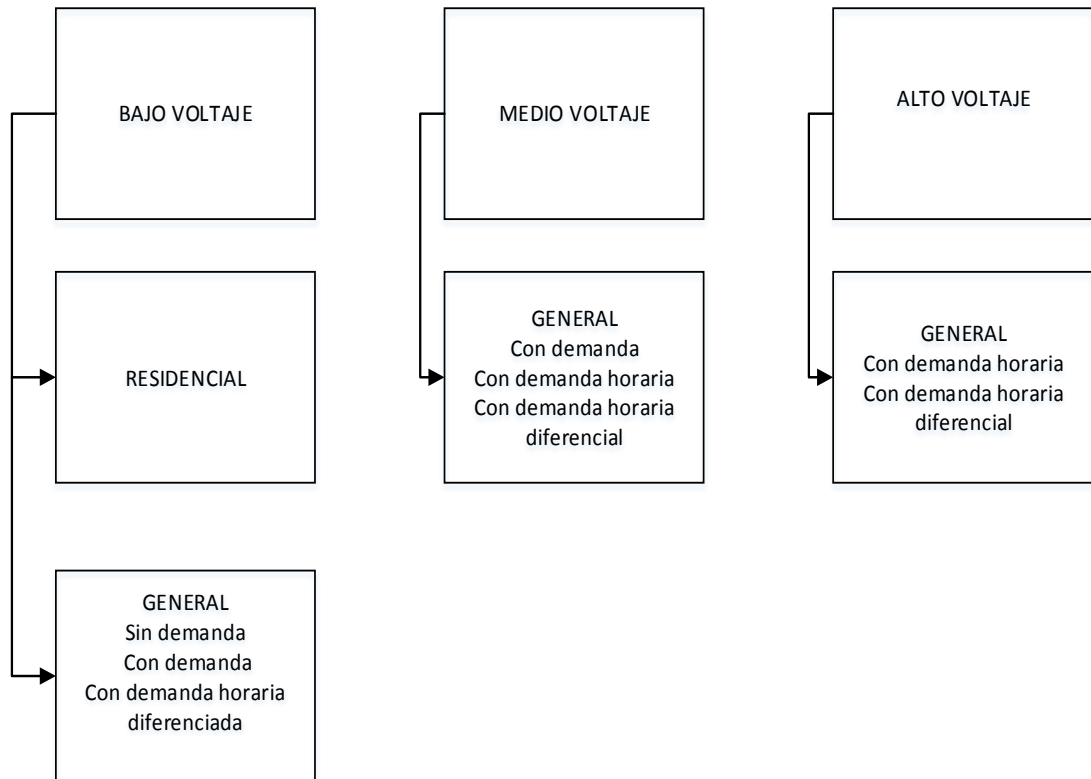 BAJO VOLTAJE
MEDIO VOLTAJE
ALTO VOLTAJE
RESIDENCIAL
GENERAL
Con demanda
Con demanda horaria
Con demanda horaria
diferencial
GENERAL
Con demanda horaria
Con demanda horaria
diferencial
GENERAL
Sin demanda
Con demanda
Con demanda horaria
diferenciada